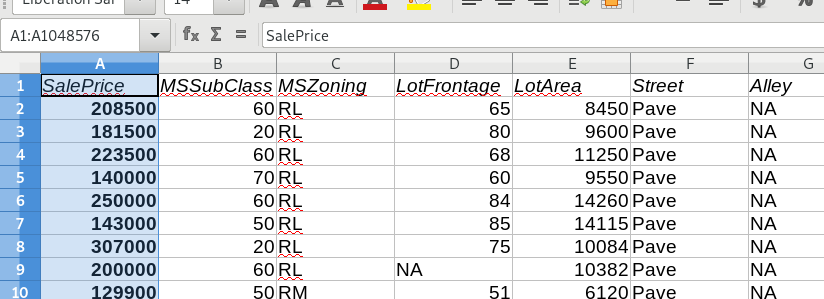 Liberation Sar 14
A1:A1048576 fx Σ = SalePrice
A B C D E F G
1 SalePrice MSSubClass MSZoning LotFrontage LotArea Street Alley
2 208500 60 RL 65 8450 Pave NA
3 181500 20 RL 80 9600 Pave NA
4 223500 60 RL 68 11250 Pave NA
5 140000 70 RL 60 9550 Pave NA
6 250000 60 RL 84 14260 Pave NA
7 143000 50 RL 85 14115 Pave NA
8 307000 20 RL 75 10084 Pave NA
9 200000 60 RL NA 10382 Pave NA
10 129900 50 RM 51 6120 Pave NA